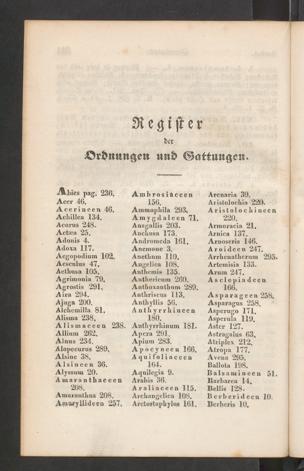 Register
der
Ordnungen und Gattungen.
Abies pag. 236.
Acer 46.
Acerineen 46.
Achillea 134.
Acorus 248.
Actaea 25.
Adonis 4.
Adoxa 117.
Aegopodium 102.
Aesculus 47.
Aethusa 105.
Agrimonia 79.
Agrostis 291.
Aira 294.
Ajuga 200.
Alchemilla 81.
Alisma 238.
Alismaceen 238.
Allium 262.
Alnus 234.
Alopecurus 289.
Alsine 38.
Alsineen 36.
Alyssum 20.
Amaranthaceen
208.
Amaranthus 208.
Amaryllideen 257.
Ambrosiaceen
156.
Ammophila 293.
Amygdaleen 71.
Anagallis 203.
Anchusa 173.
Andromeda 161.
Anemone 3.
Anethum 110.
Angelica 108.
Anthemis 135.
Anthericum 260.
Anthoxanthum 289.
Anthriscus 113.
Anthyllis 56.
Anthyrrhineen
180.
Anthyrrhinum 181.
Apera 291.
Apium 283.
Apocyneen 166.
Aquifoliaceen
164.
Aquilegia 9.
Arabis 36.
Araliaceen 115.
Archangelica 108.
Arctostaphylos 161.
Arenaria 39.
Aristolochia 220.
Aristolochineen
220.
Armoracia 21.
Arnica 137.
Arnoseris 146.
Aroideen 247.
Arrhenatherum 295.
Artemisia 133.
Arum 247.
Asclepiadeen
166.
Asparageen 258.
Asparagus 258.
Asperugo 171.
Asperula 119.
Aster 127.
Astragalus 63.
Atriplex 212.
Atropa 177.
Avena 295.
Ballota 198.
Balsamineen 51.
Barbarea 14.
Bellis 128.
Berberideen 10.
Berberis 10.